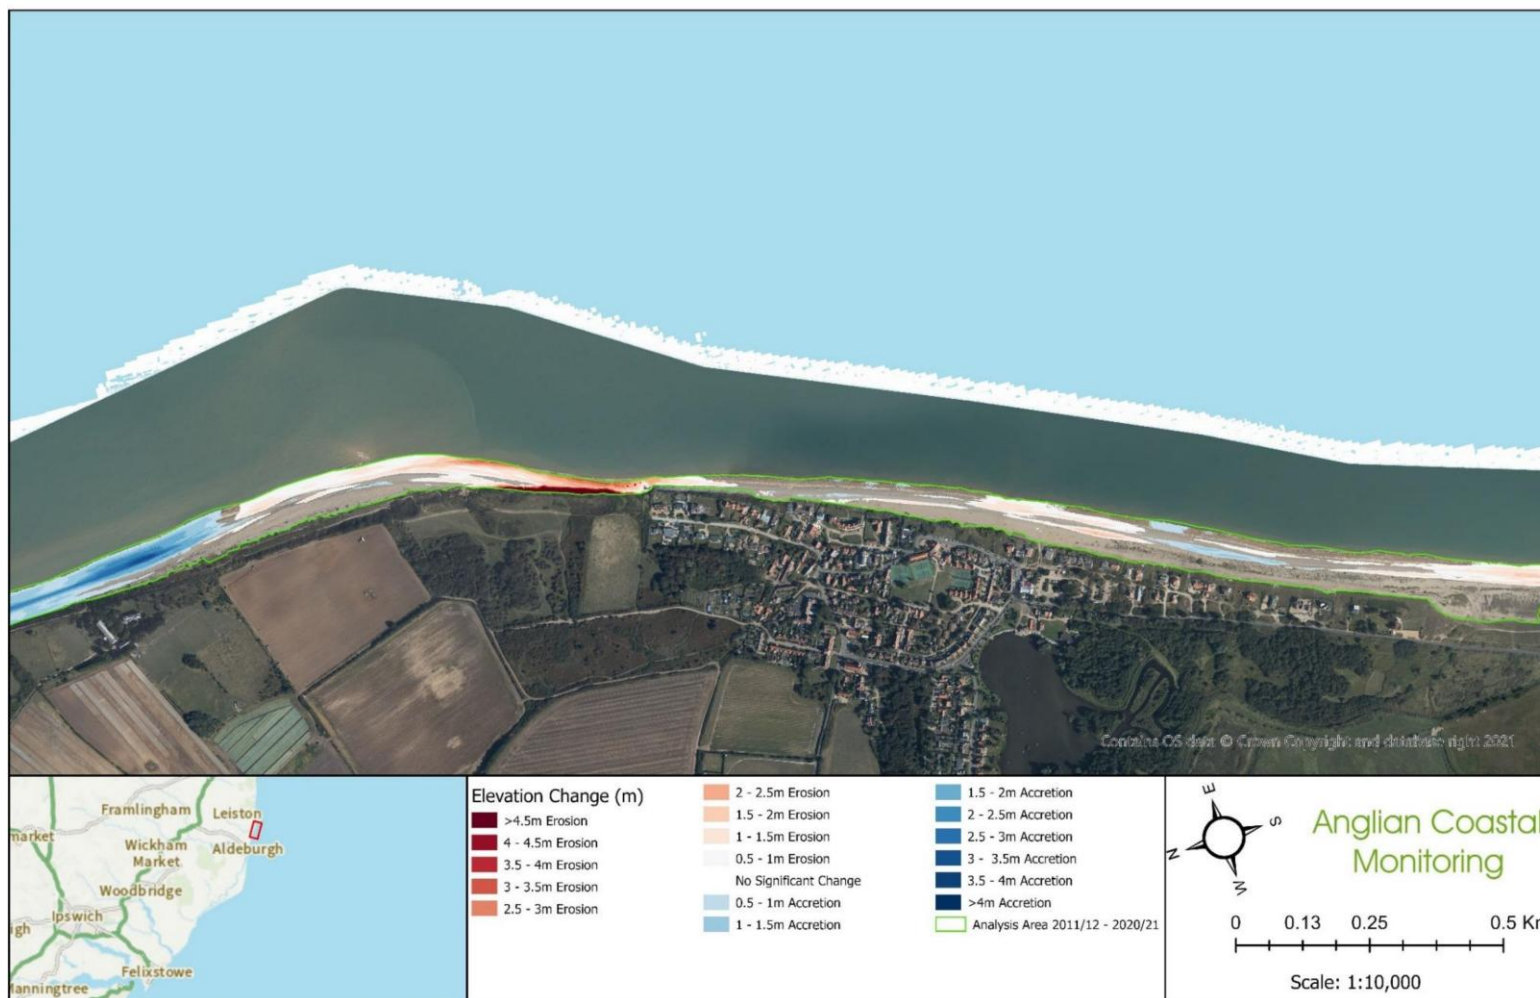 Contains OS data © Crown Copyright and database right 2021
Framlingham
Leiston
market
Wickham
Market
Aldeburgh
Woodbridge
Ipswich
igh
Felixstowe
Manningtree
Elevation Change (m)
>4.5m Erosion
4 - 4.5m Erosion
3.5 - 4m Erosion
3 - 3.5m Erosion
2.5 - 3m Erosion
2 - 2.5m Erosion
1.5 - 2m Erosion
1 - 1.5m Erosion
0.5 - 1m Erosion
No Significant Change
0.5 - 1m Accretion
1 - 1.5m Accretion
1.5 - 2m Accretion
2 - 2.5m Accretion
2.5 - 3m Accretion
3 - 3.5m Accretion
3.5 - 4m Accretion
>4m Accretion
Analysis Area 2011/12 - 2020/21
E
S
N
W
Anglian Coastal
Monitoring
0 0.13 0.25 0.5 Km
Scale: 1:10,000